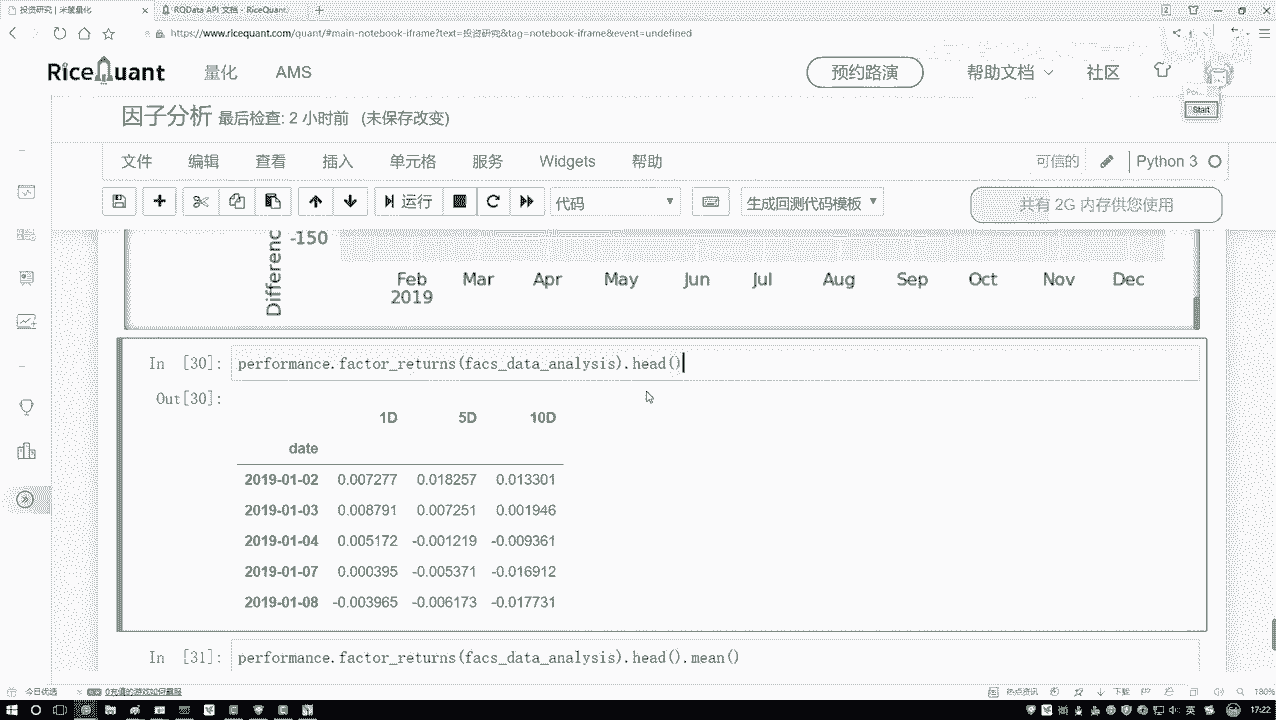 投资研究 | 米筐量化
RQData API 文档 - RiceQuant
https://www.ricequant.com/quant/#main-notebook-iframe?text=投资研究&tag=notebook-iframe&event=undefined
RiceQuant 量化 AMS 预约路演 帮助文档 社区
Start
因子分析 最后检查: 2 小时前 (未保存改变)
文件 编辑 查看 插入 单元格 服务 Widgets 帮助 可信的 Python 3
运行 代码 生成回测代码模板 共有 2G 内存供您使用
Differenc
-150
Feb Mar Apr May Jun Jul Aug Sep Oct Nov Dec
2019
In [30]: performance.factor_returns(facs_data_analysis).head()
Out[30]:
1D 5D 10D
date
2019-01-02 0.007277 0.018257 0.013301
2019-01-03 0.008791 0.007251 0.001946
2019-01-04 0.005172 -0.001219 -0.009361
2019-01-07 0.000395 -0.005371 -0.016912
2019-01-08 -0.003965 -0.006173 -0.017731
In [31]: performance.factor_returns(facs_data_analysis).head().mean()
今日优选
热点资讯 下载 180%
英 17:22